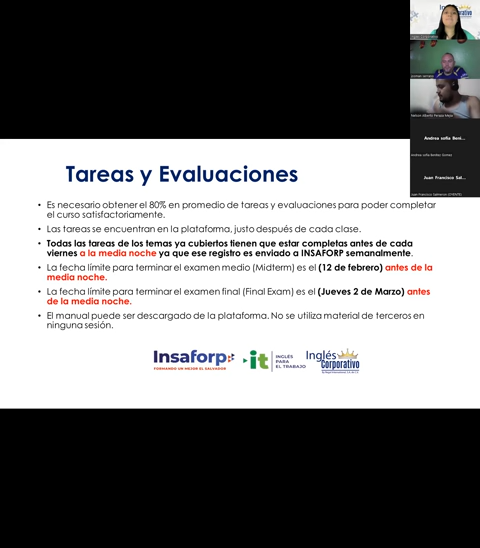 Inglés
Corporativo
Tareas y Evaluaciones
Andrea sofia Beni...
Andrea sofia Benitez Gomez
Juan Francisco Sal...
• Es necesario obtener el 80% en promedio de tareas y evaluaciones para poder completar
el curso satisfactoriamente.
• Las tareas se encuentran en la plataforma, justo después de cada clase.
• Todas las tareas de los temas ya cubiertos tienen que estar completas antes de cada
viernes a la media noche ya que ese registro es enviado a INSAFORP semanalmente.
• La fecha límite para terminar el examen medio (Midterm) es el (12 de febrero) antes de la
media noche.
• La fecha límite para terminar el examen final (Final Exam) es el (Jueves 2 de Marzo) antes
de la media noche.
• El manual puede ser descargado de la plataforma. No se utiliza material de terceros en
ninguna sesión.
Insaforp
FORMANDO UN MEJOR EL SALVADOR
it
INGLÉS
PARA
EL TRABAJO
Inglés
Corporativo